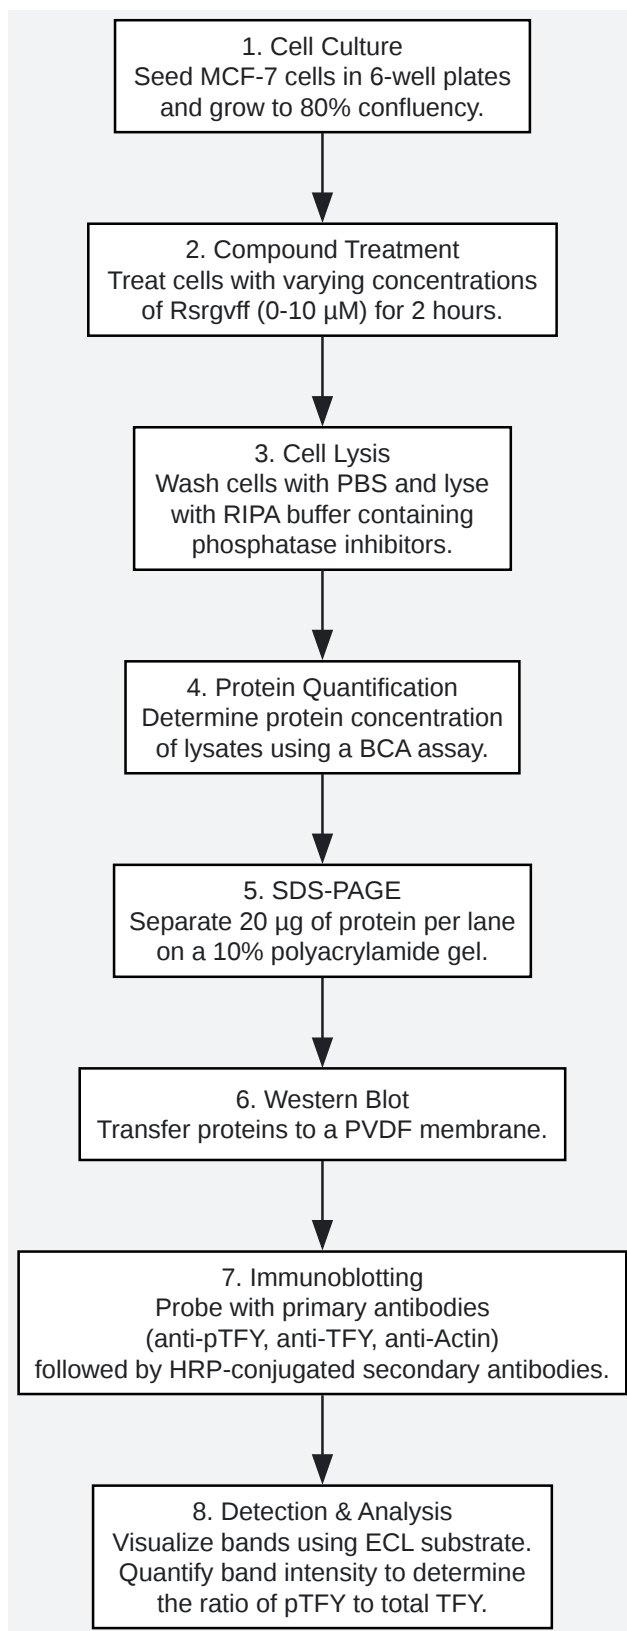 1. Cell Culture
Seed MCF-7 cells in 6-well plates
and grow to 80% confluency.
2. Compound Treatment
Treat cells with varying concentrations
of Rsrgvff (0-10 µM) for 2 hours.
3. Cell Lysis
Wash cells with PBS and lyse
with RIPA buffer containing
phosphatase inhibitors.
4. Protein Quantification
Determine protein concentration
of lysates using a BCA assay.
5. SDS-PAGE
Separate 20 µg of protein per lane
on a 10% polyacrylamide gel.
6. Western Blot
Transfer proteins to a PVDF membrane.
7. Immunoblotting
Probe with primary antibodies
(anti-pTFY, anti-TFY, anti-Actin)
followed by HRP-conjugated secondary antibodies.
8. Detection & Analysis
Visualize bands using ECL substrate.
Quantify band intensity to determine
the ratio of pTFY to total TFY.